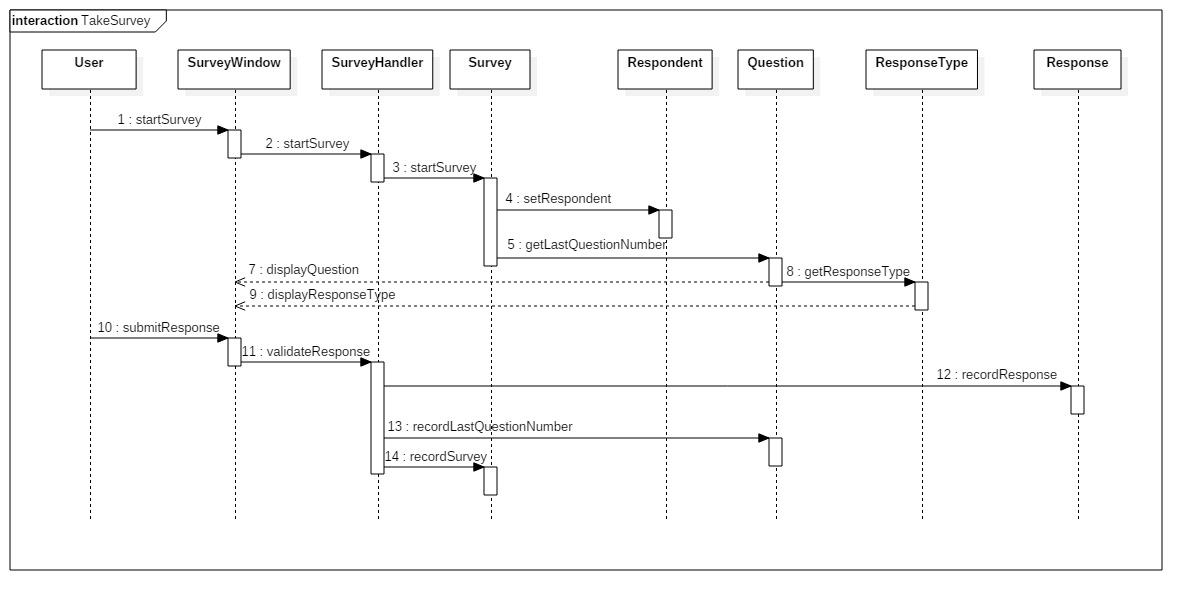 interaction TakeSurvey
User
SurveyWindow
SurveyHandler
Survey
Respondent
Question
ResponseType
Response
1 : startSurvey
2 : startSurvey
3 : startSurvey
4 : setRespondent
5 : getLastQuestionNumber
7 : displayQuestion
8 : getResponseType
9 : displayResponseType
10 : submitResponse
11 : validateResponse
12 : recordResponse
13 : recordLastQuestionNumber
14 : recordSurvey